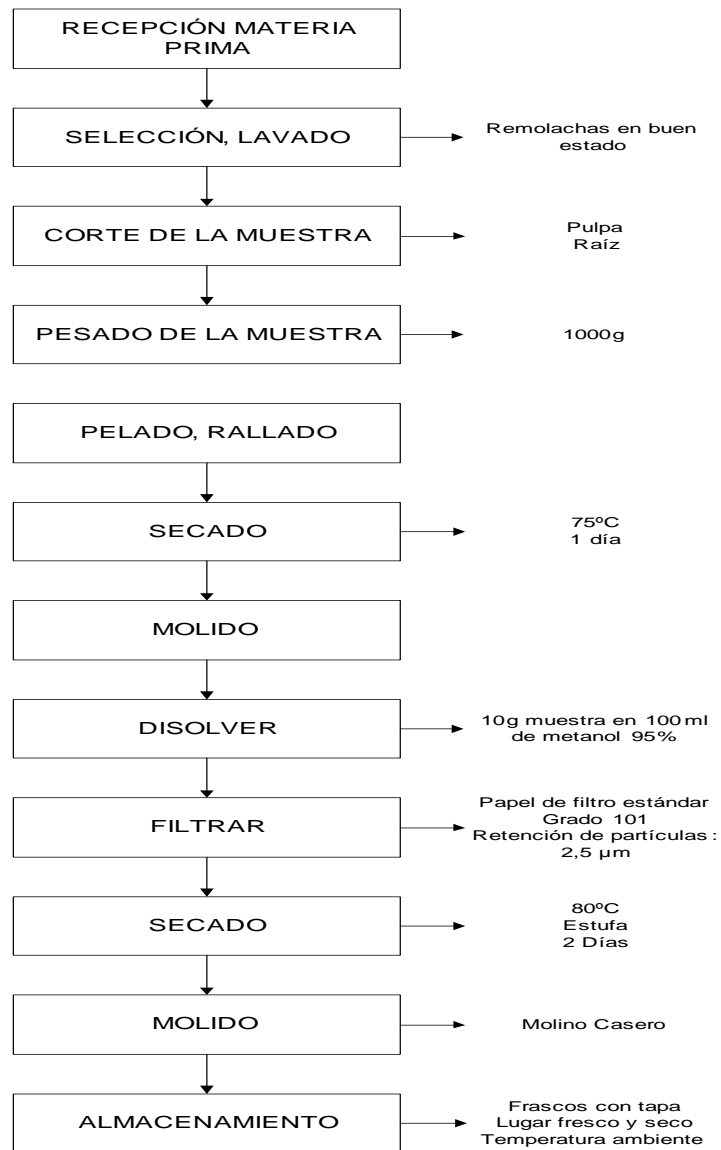 RECEPCIÓN MATERIA
PRIMA
SELECCIÓN, LAVADO
Remolachas en buen
estado
CORTE DE LA MUESTRA
Pulpa
Raíz
PESADO DE LA MUESTRA
1000g
PELADO, RALLADO
SECADO
75ºC
1 día
MOLIDO
DISOLVER
10g muestra en 100ml
de metanol 95%
FILTRAR
Papel de filtro estándar
Grado 101
Retención de partículas:
2,5 µm
SECADO
80ºC
Estufa
2 Días
MOLIDO
Molino Casero
ALMACENAMIENTO
Frascos con tapa
Lugar fresco y seco
Temperatura ambiente